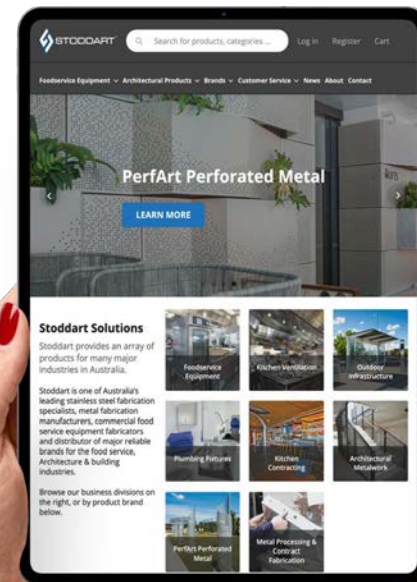 STODDART
Search for products, categories ...
Log in Register Cart
Foodservice Equipment Architectural Products Brands Customer Service News About Contact
PerfArt Perforated Metal
LEARN MORE
Stoddart Solutions
Stoddart provides an array of
products for many major
industries in Australia.
Stoddart is one of Australia's
leading stainless steel fabrication
specialists, metal fabrication
manufacturers, commercial food
service equipment fabricators
and distributor of major reliable
brands for the food service,
Architecture & building
industries.
Browse our business divisions on
the right, or by product brand
below.
Foodservice
Equipment
Kitchen Ventilation
Outdoor
Infrastructure
Plumbing Fixtures
Kitchen
Contracting
Architectural
Metalwork
PerfArt Perforated
Metal
Metal Processing &
Contract
Fabrication